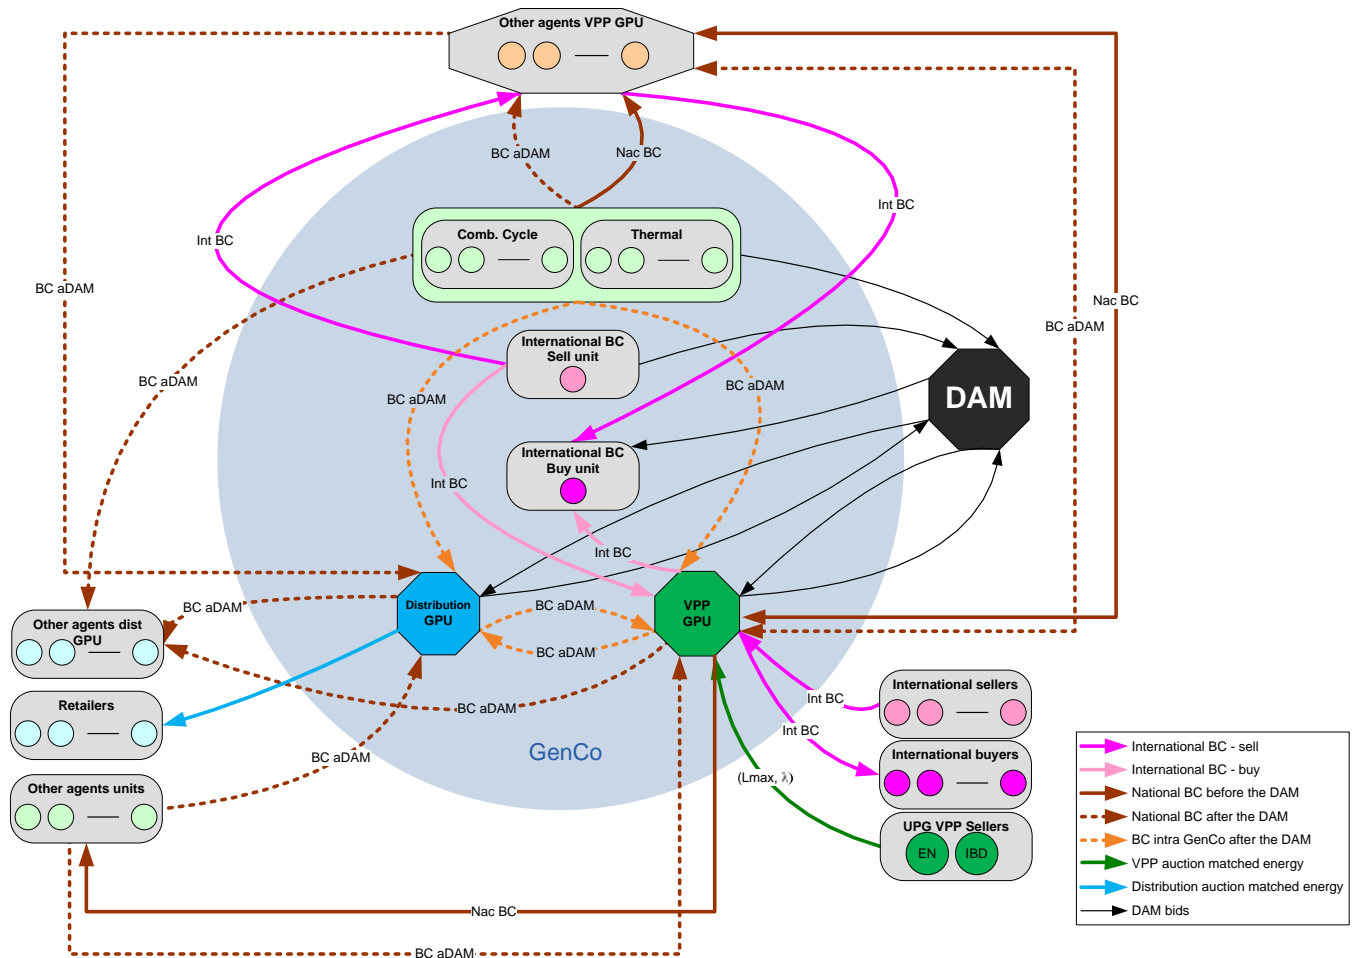 Other agents VPP GPU
BC aDAM
Nac BC
Int BC
Int BC
Comb. Cycle
Thermal
BC aDAM
Nac BC
BC aDAM
International BC
Sell unit
BC aDAM
BC aDAM
BC aDAM
DAM
International BC
Buy unit
Int BC
Int BC
Distribution
GPU
VPP
GPU
BC aDAM
BC aDAM
BC aDAM
Other agents dist
GPU
BC aDAM
Retailers
BC aDAM
Other agents units
GenCo
International sellers
Int BC
Int BC
International buyers
(Lmax, λ)
UPG VPP Sellers
EN
IBD
Nac BC
BC aDAM
International BC - sell
International BC - buy
National BC before the DAM
National BC after the DAM
BC intra GenCo after the DAM
VPP auction matched energy
Distribution auction matched energy
DAM bids